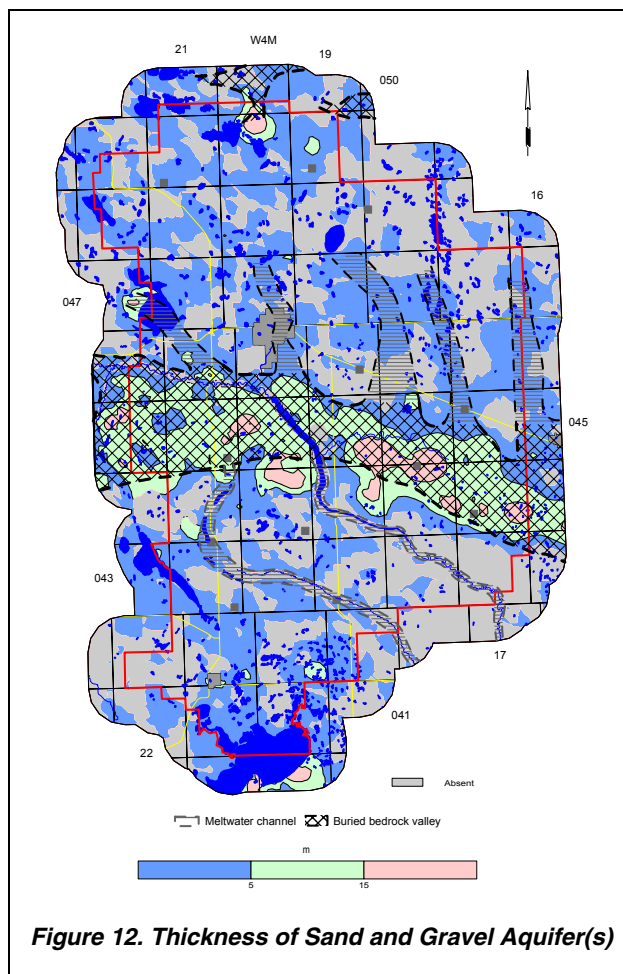 W4M
21
19
050
16
047
045
043
17
041
22
Absent
Meltwater channel
Buried bedrock valley
m
5
15
Figure 12. Thickness of Sand and Gravel Aquifer(s)